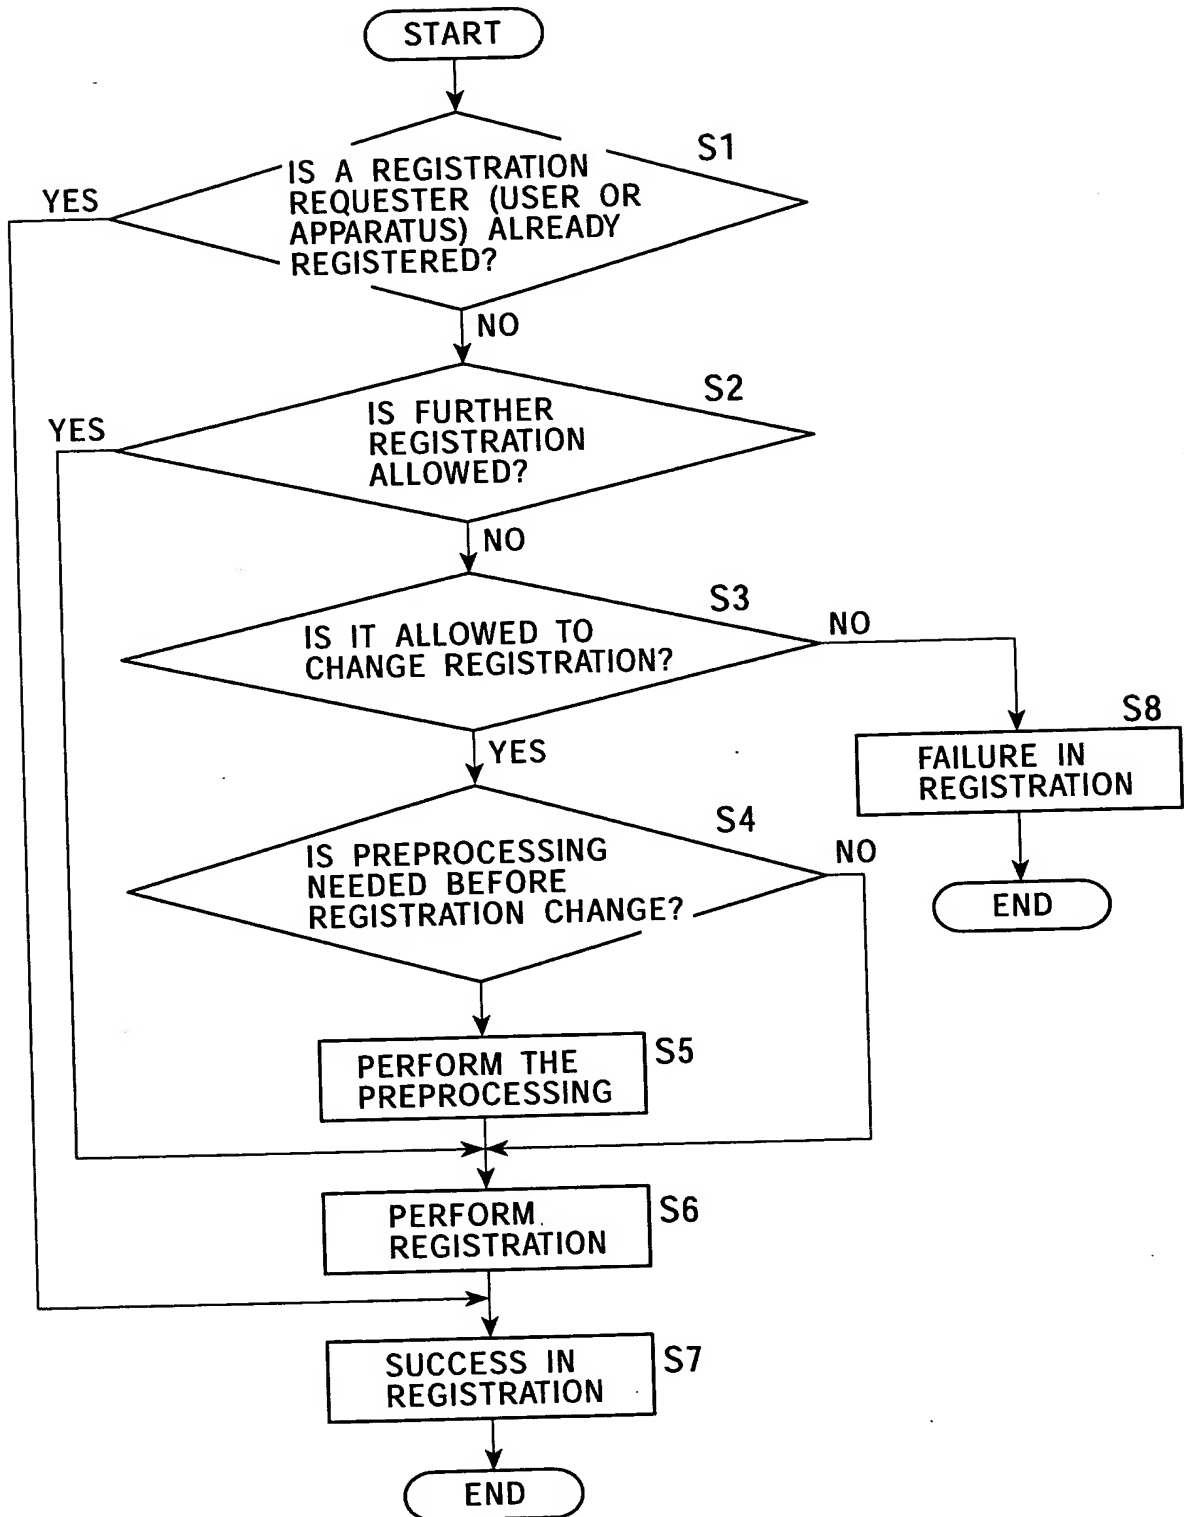 START
S1
IS A REGISTRATION
REQUESTER (USER OR
APPARATUS) ALREADY
REGISTERED?
YES
NO
S2
IS FURTHER
REGISTRATION
ALLOWED?
YES
NO
S3
IS IT ALLOWED TO
CHANGE REGISTRATION?
NO
YES
S8
FAILURE IN
REGISTRATION
END
S4
IS PREPROCESSING
NEEDED BEFORE
REGISTRATION CHANGE?
NO
S5
PERFORM THE
PREPROCESSING
S6
PERFORM
REGISTRATION
S7
SUCCESS IN
REGISTRATION
END